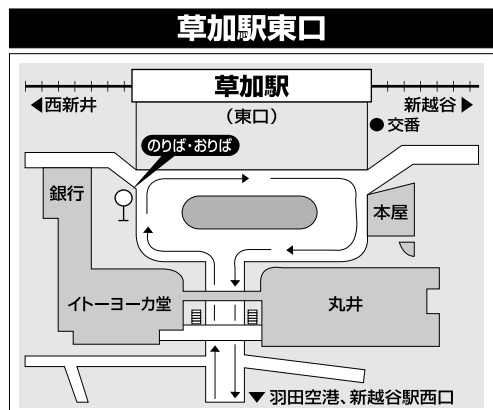 草加駅東口
草加駅
◀西新井
(東口)
新越谷▶
●交番
のりば・おりば
銀行
本屋
イトーヨーカ堂
丸井
▼羽田空港、新越谷駅西口